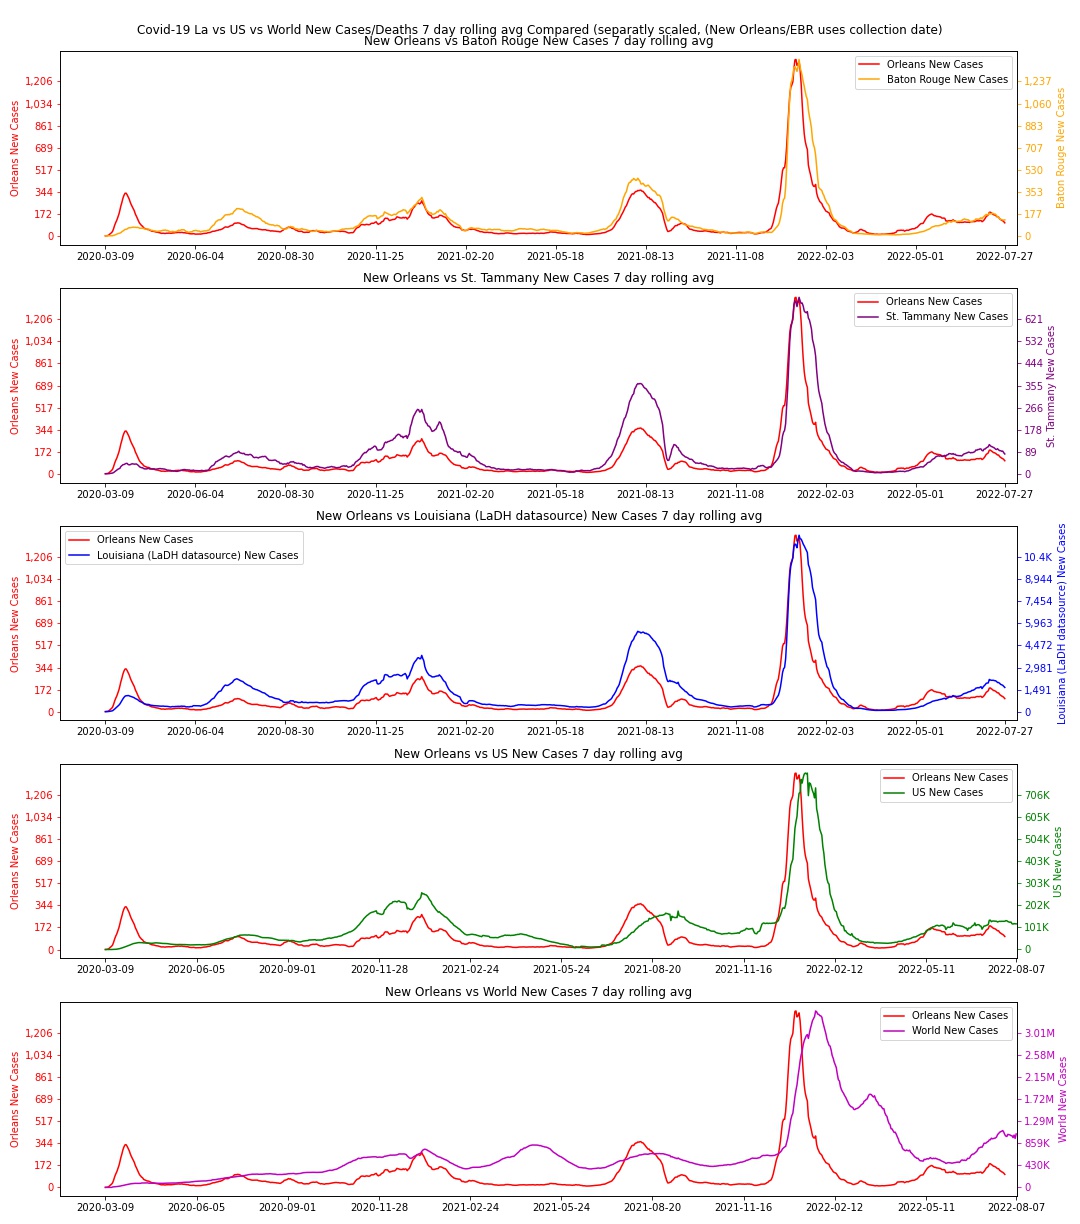 Covid-19 La vs US vs World New Cases/Deaths 7 day rolling avg Compared (separatly scaled, (New Orleans/EBR uses collection date)
New Orleans vs Baton Rouge New Cases 7 day rolling avg
Orleans New Cases
Baton Rouge New Cases
1,206
1,034
861
689
517
344
172
0
Orleans New Cases
1,237
1,060
883
707
530
353
177
0
Baton Rouge New Cases
2020-03-09 2020-06-04 2020-08-30 2020-11-25 2021-02-20 2021-05-18 2021-08-13 2021-11-08 2022-02-03 2022-05-01 2022-07-27
New Orleans vs St. Tammany New Cases 7 day rolling avg
Orleans New Cases
St. Tammany New Cases
1,206
1,034
861
689
517
344
172
0
Orleans New Cases
621
532
444
355
266
178
89
0
St. Tammany New Cases
2020-03-09 2020-06-04 2020-08-30 2020-11-25 2021-02-20 2021-05-18 2021-08-13 2021-11-08 2022-02-03 2022-05-01 2022-07-27
New Orleans vs Louisiana (LaDH datasource) New Cases 7 day rolling avg
Orleans New Cases
Louisiana (LaDH datasource) New Cases
1,206
1,034
861
689
517
344
172
0
Orleans New Cases
10.4K
8,944
7,454
5,963
4,472
2,981
1,491
0
Louisiana (LaDH datasource) New Cases
2020-03-09 2020-06-04 2020-08-30 2020-11-25 2021-02-20 2021-05-18 2021-08-13 2021-11-08 2022-02-03 2022-05-01 2022-07-27
New Orleans vs US New Cases 7 day rolling avg
Orleans New Cases
US New Cases
1,206
1,034
861
689
517
344
172
0
Orleans New Cases
706K
605K
504K
403K
303K
202K
101K
0
US New Cases
2020-03-09 2020-06-05 2020-09-01 2020-11-28 2021-02-24 2021-05-24 2021-08-20 2021-11-16 2022-02-12 2022-05-11 2022-08-07
New Orleans vs World New Cases 7 day rolling avg
Orleans New Cases
World New Cases
1,206
1,034
861
689
517
344
172
0
Orleans New Cases
3.01M
2.58M
2.15M
1.72M
1.29M
859K
430K
0
World New Cases
2020-03-09 2020-06-05 2020-09-01 2020-11-28 2021-02-24 2021-05-24 2021-08-20 2021-11-16 2022-02-12 2022-05-11 2022-08-07